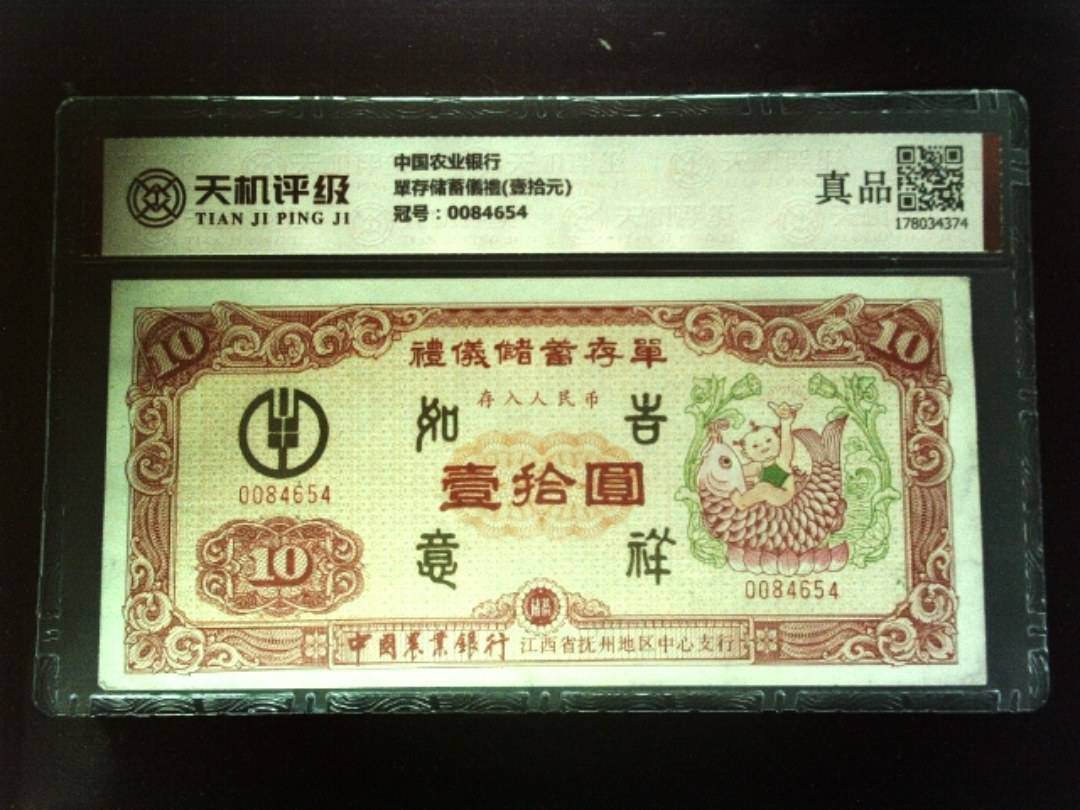 天机评级
TIAN JI PING JI
中国农业银行
單存储蓄儀禮(壹拾元)
冠号：0084654
真品
178034374
10
10
禮儀儲蓄存單
存入人民币
如
吉
0084654
壹拾圓
意
祥
10
0084654
中國農業銀行 江西省抚州地区中心支行